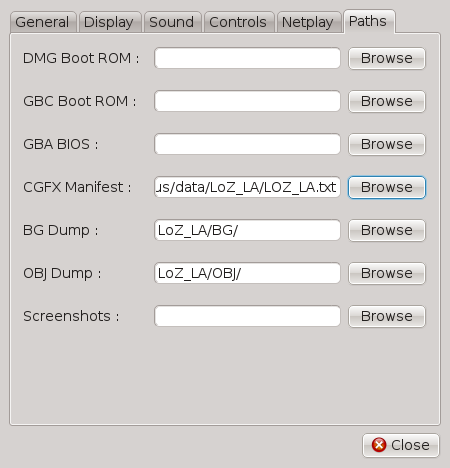 General Display Sound Controls Netplay Paths
DMG Boot ROM : Browse
GBC Boot ROM : Browse
GBA BIOS : Browse
CGFX Manifest : us/data/LoZ_LA/LOZ_LA.txt Browse
BG Dump : LoZ_LA/BG/ Browse
OBJ Dump : LoZ_LA/OBJ/ Browse
Screenshots : Browse
Close